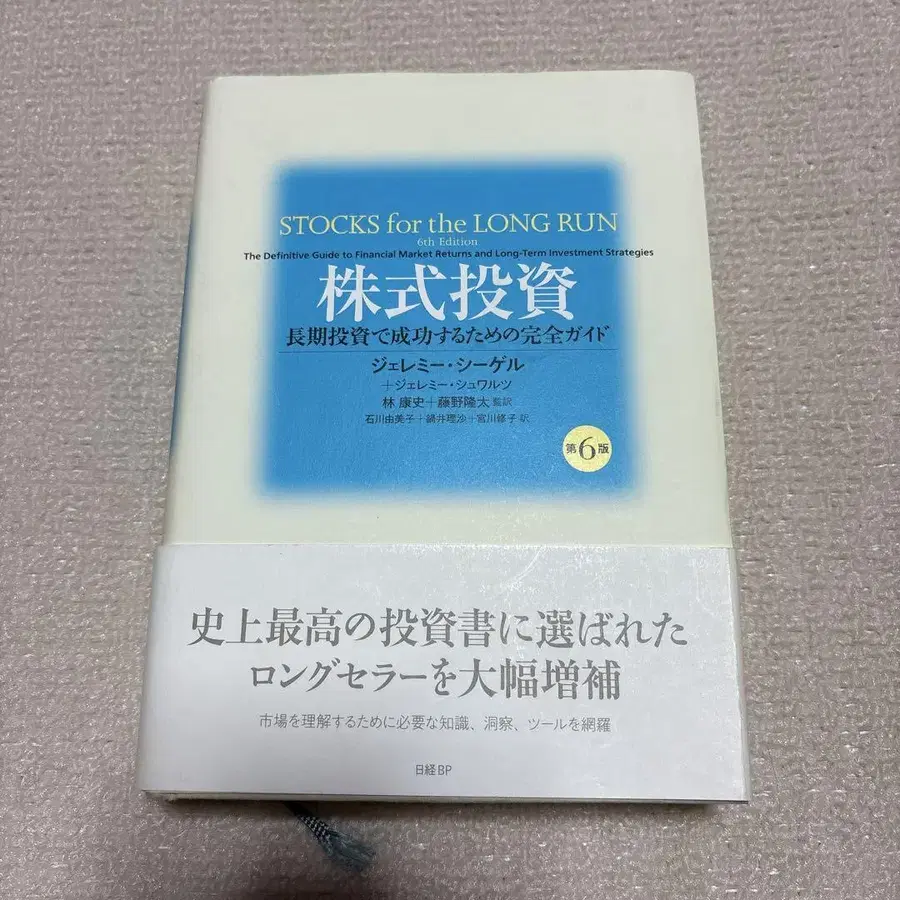 STOCKS for the LONG RUN
6th Edition
The Definitive Guide to Financial Market Returns and Long-Term Investment Strategies
株式投資
長期投資で成功するための完全ガイド
ジェレミー・シーゲル
+ジェレミー・シュワルツ
林 康史+藤野隆太 監訳
石川由美子+鍋井理沙+宮川修子 訳
第6版
史上最高の投資書に選ばれた
ロングセラーを大幅増補
市場を理解するために必要な知識、洞察、ツールを網羅
日経BP